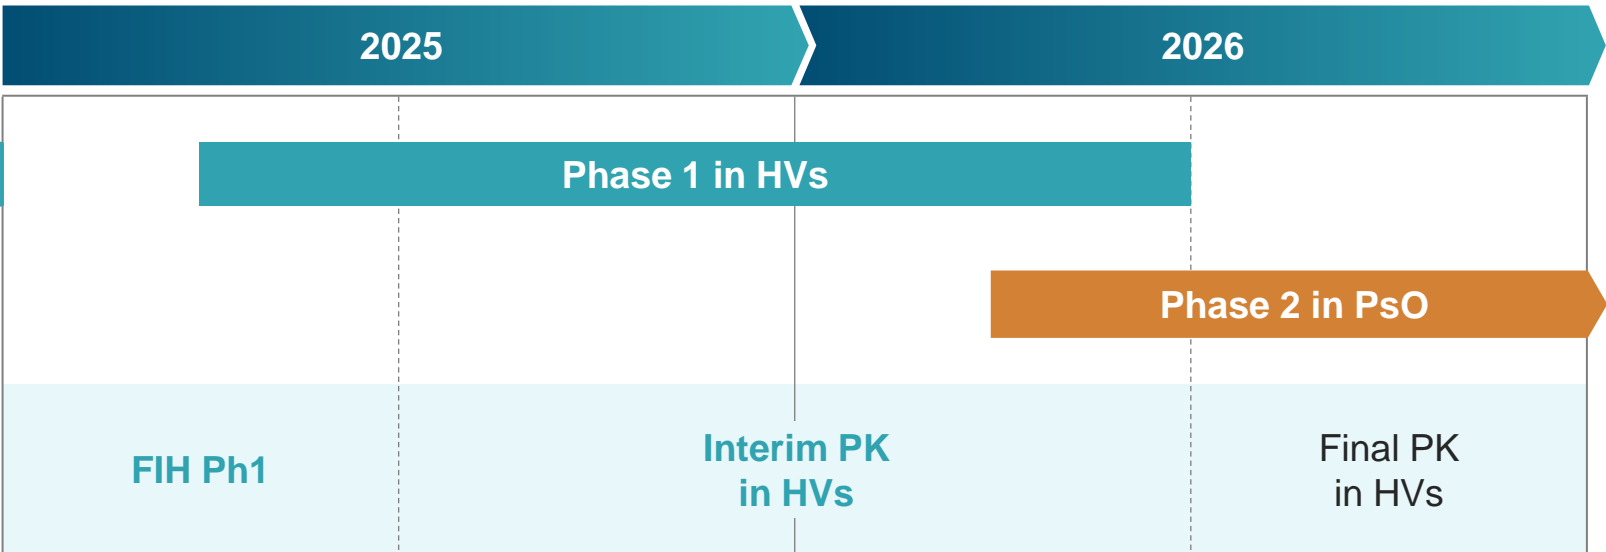 2025
2026
Phase 1 in HVs
Phase 2 in PsO
FIH Ph1
Interim PK
in HVs
Final PK
in HVs